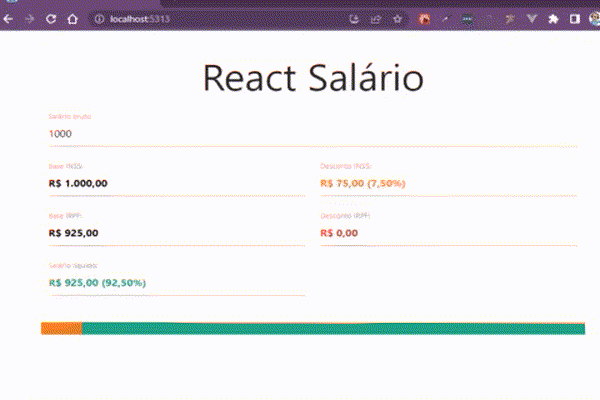 localhost:5313
React Salário
Salário bruto:
1000
Base INSS:
Desconto INSS:
R$ 1.000,00
R$ 75,00 (7,50%)
Base IRPF:
Desconto IRPF:
R$ 925,00
R$ 0,00
Salário líquido:
R$ 925,00 (92,50%)